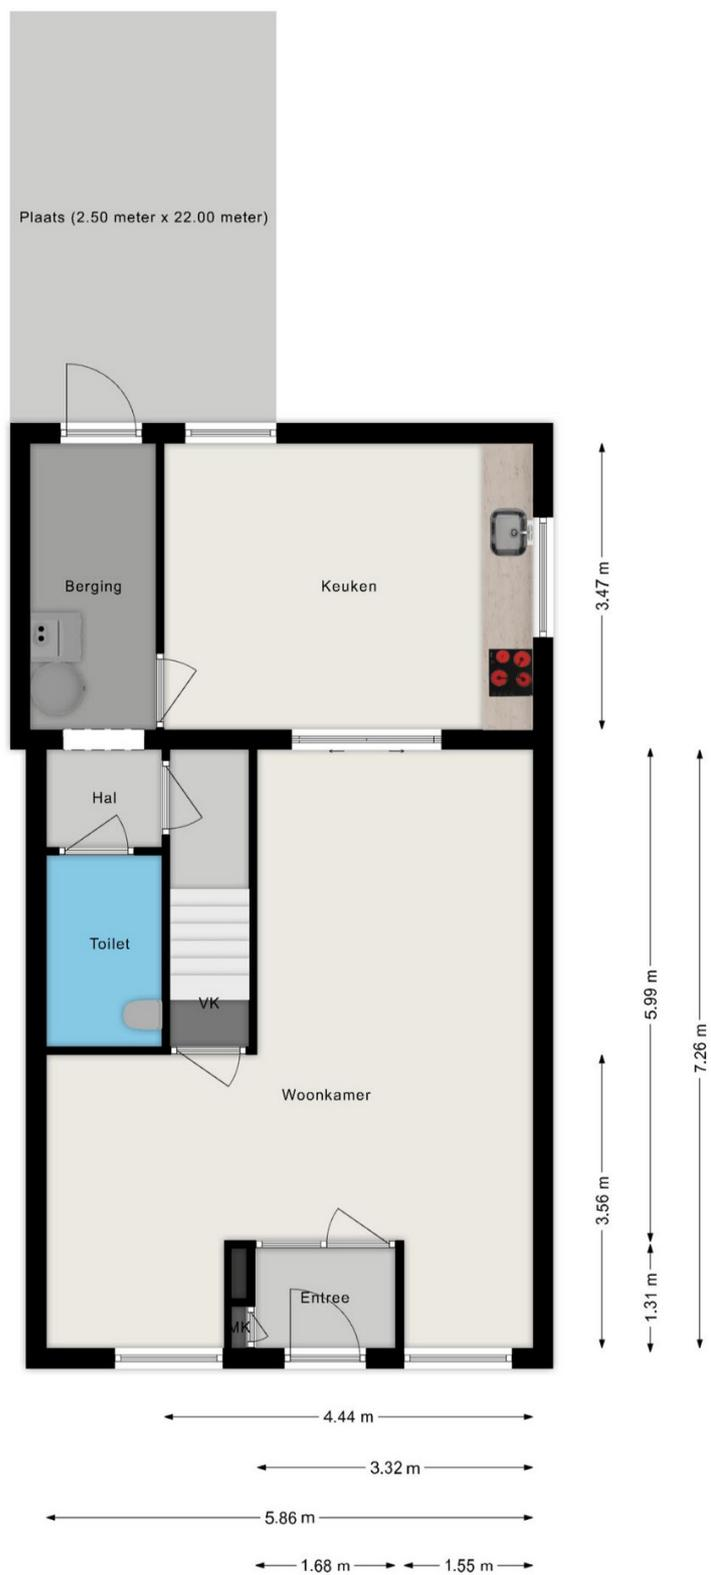 Plaats (2.50 meter x 22.00 meter)
Berging
Keuken
3.47 m
Hal
Toilet
VK
5.99 m
7.26 m
Woonkamer
3.56 m
Entree
1.31 m
MK
4.44 m
3.32 m
5.86 m
1.68 m
1.55 m